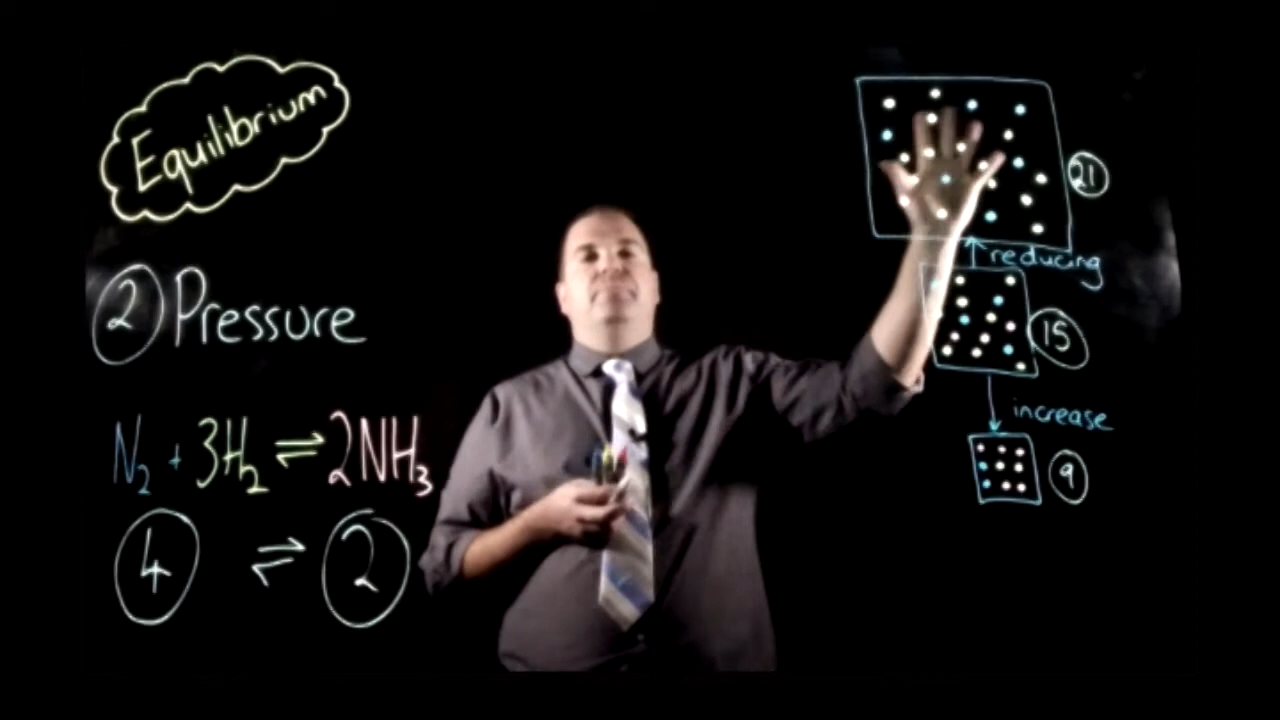 Equilibrium
2 Pressure
N₂ + 3H₂ ⇌ 2NH₃
4 ⇌ 2
21
reducing
15
increase
9